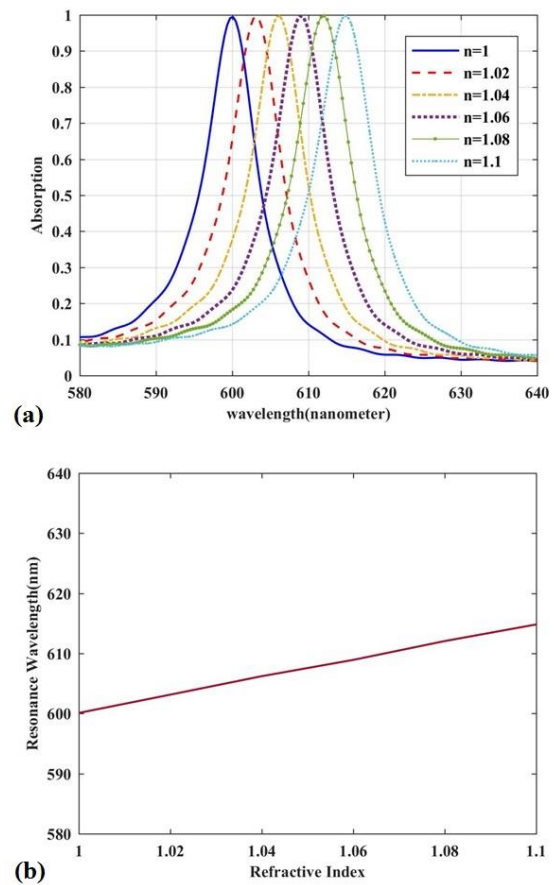 1
0.9
0.8
0.7
0.6
0.5
0.4
0.3
0.2
0.1
0
Absorption
n=1
n=1.02
n=1.04
n=1.06
n=1.08
n=1.1
580 590 600 610 620 630 640
wavelength(nanometer)
(a)
640
630
620
610
600
590
580
Resonance Wavelength(nm)
1 1.02 1.04 1.06 1.08 1.1
Refractive Index
(b)